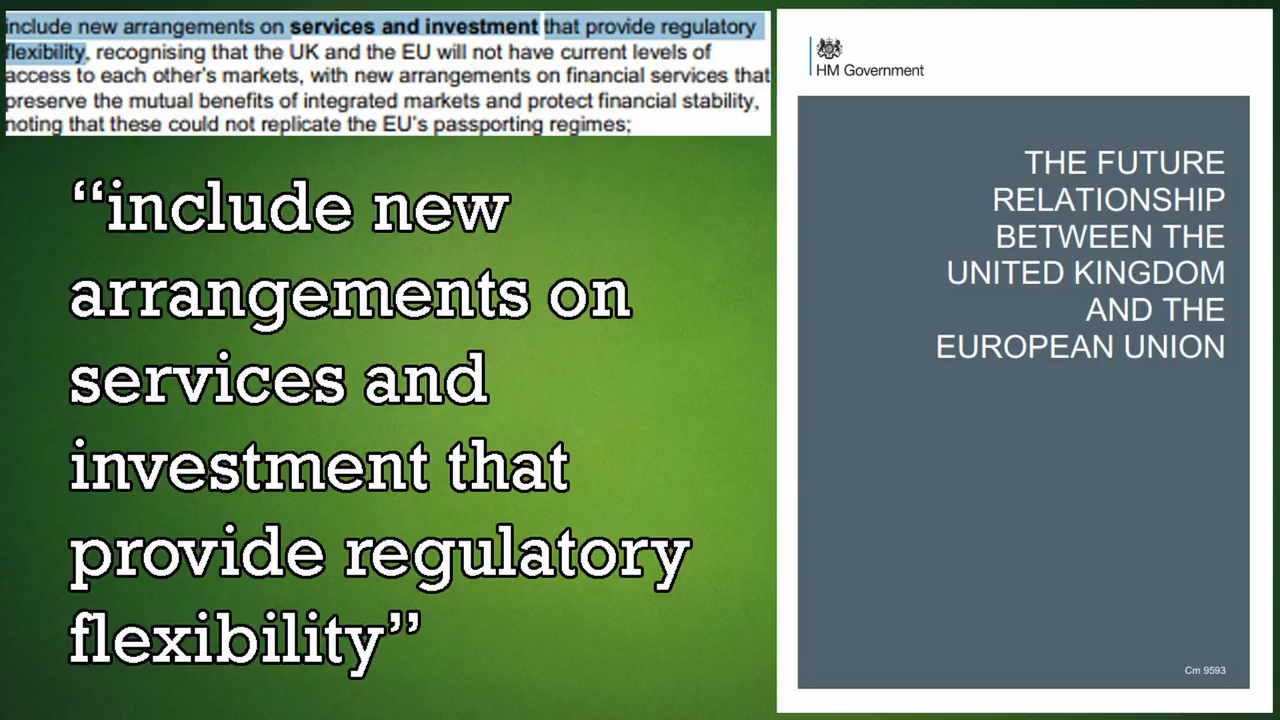 include new arrangements on services and investment that provide regulatory
flexibility, recognising that the UK and the EU will not have current levels of
access to each other's markets, with new arrangements on financial services that
preserve the mutual benefits of integrated markets and protect financial stability,
noting that these could not replicate the EU's passporting regimes;
“include new
arrangements on
services and
investment that
provide regulatory
flexibility”
HM Government
THE FUTURE
RELATIONSHIP
BETWEEN THE
UNITED KINGDOM
AND THE
EUROPEAN UNION
Cm 9593